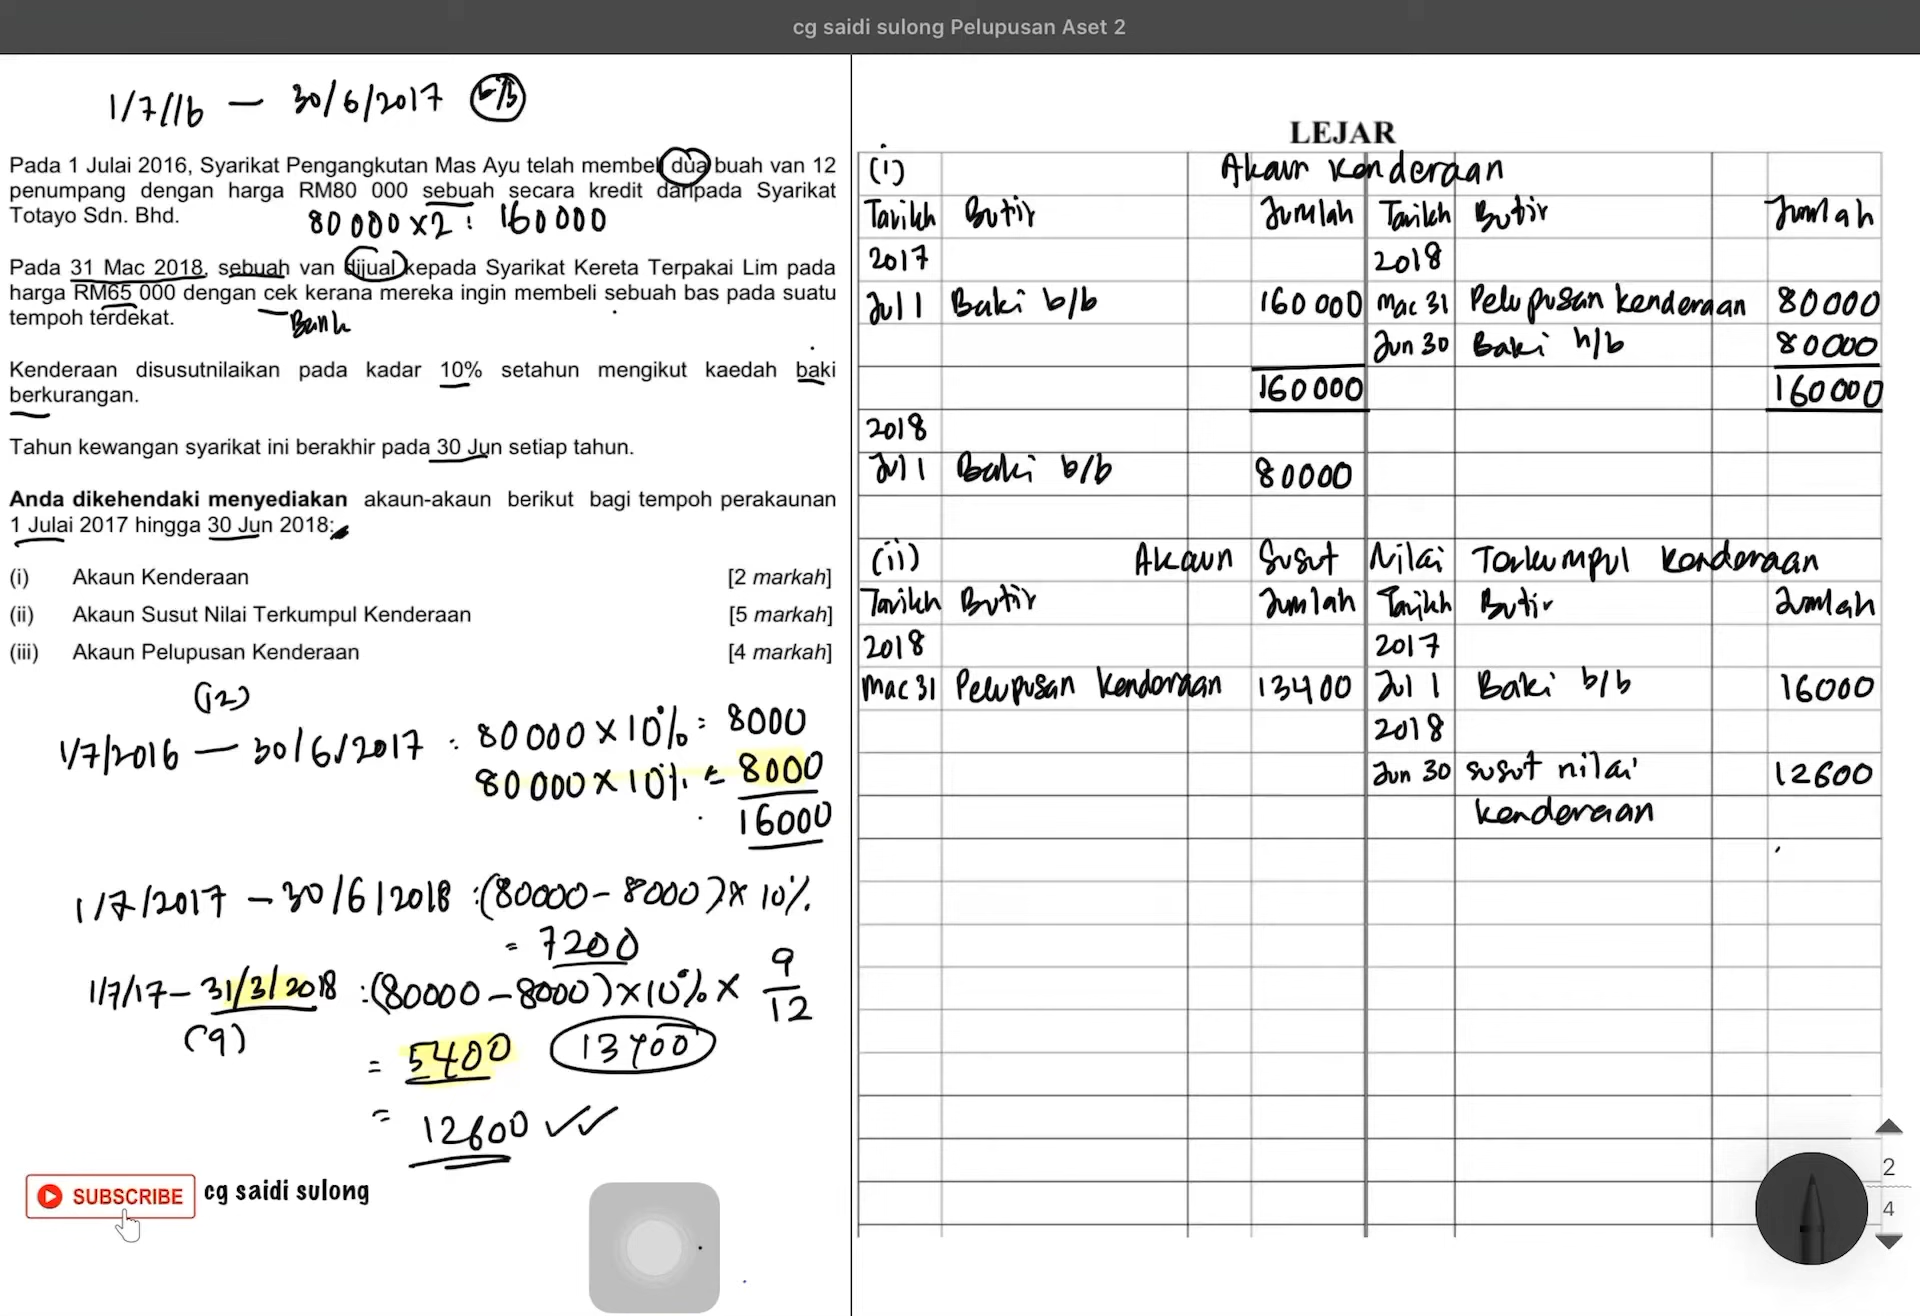 cg saidi sulong Pelupusan Aset 2
1/7/16 – 30/6/2017
Pada 1 Julai 2016, Syarikat Pengangkutan Mas Ayu telah membeli dua buah van 12
penumpang dengan harga RM80 000 sebuah secara kredit daripada Syarikat
Totayo Sdn. Bhd.
80 000 x 2 : 160 000
Pada 31 Mac 2018, sebuah van dijual kepada Syarikat Kereta Terpakai Lim pada
harga RM65 000 dengan cek kerana mereka ingin membeli sebuah bas pada suatu
tempoh terdekat.
Bank
Kenderaan disusutnilaikan pada kadar 10% setahun mengikut kaedah baki
berkurangan.
Tahun kewangan syarikat ini berakhir pada 30 Jun setiap tahun.
Anda dikehendaki menyediakan akaun-akaun berikut bagi tempoh perakaunan
1 Julai 2017 hingga 30 Jun 2018:
(i) Akaun Kenderaan [2 markah]
(ii) Akaun Susut Nilai Terkumpul Kenderaan [5 markah]
(iii) Akaun Pelupusan Kenderaan [4 markah]
(12)
1/7/2016 – 30/6/2017 : 80 000 x 10% = 8000
80 000 x 10% = 8000
16000
1/7/2017 – 30/6/2018 : (80000 – 8000) x 10%
= 7200
1/7/17 – 31/3/2018 : (80000 – 8000) x 10% x 9/12
(9)
= 5400 13400
= 12600
SUBSCRIBE cg saidi sulong
LEJAR
(i) Akaun Kenderaan
Tarikh Butir Jumlah Tarikh Butir Jumlah
2017 2018
Jul 1 Baki b/b 160 000 Mac 31 Pelupusan kenderaan 80000
Jun 30 Baki h/b 80000
160000 160000
2018
Jul 1 Baki b/b 80000
(ii) Akaun Susut Nilai Terkumpul Kenderaan
Tarikh Butir Jumlah Tarikh Butir Jumlah
2018 2017
Mac 31 Pelupusan kenderaan 13400 Jul 1 Baki b/b 16000
2018
Jun 30 susut nilai 12600
kenderaan
2
4